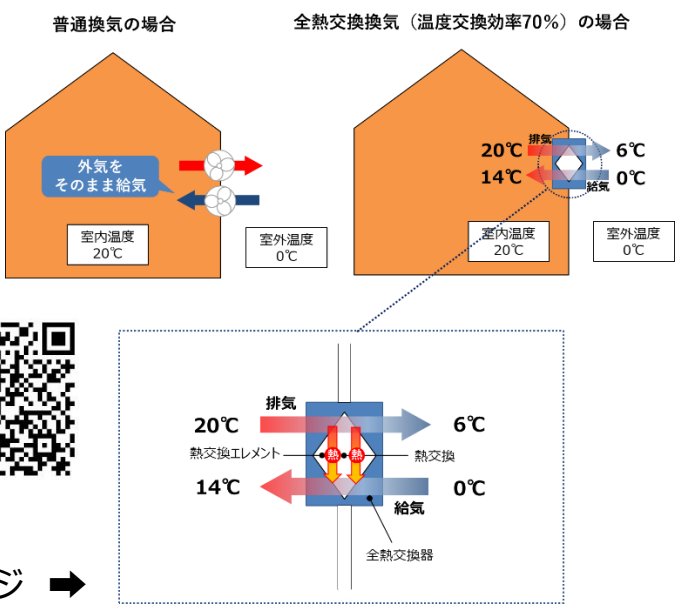 普通換気の場合
全熱交換換気（温度交換効率70%）の場合
外気を
そのまま給気
室内温度
20℃
室外温度
0℃
排気
20℃
6℃
14℃
給気
0℃
室内温度
20℃
室外温度
0℃
排気
20℃
6℃
熱交換エレメント
熱
熱
熱交換
14℃
0℃
給気
全熱交換器
ジ ➡